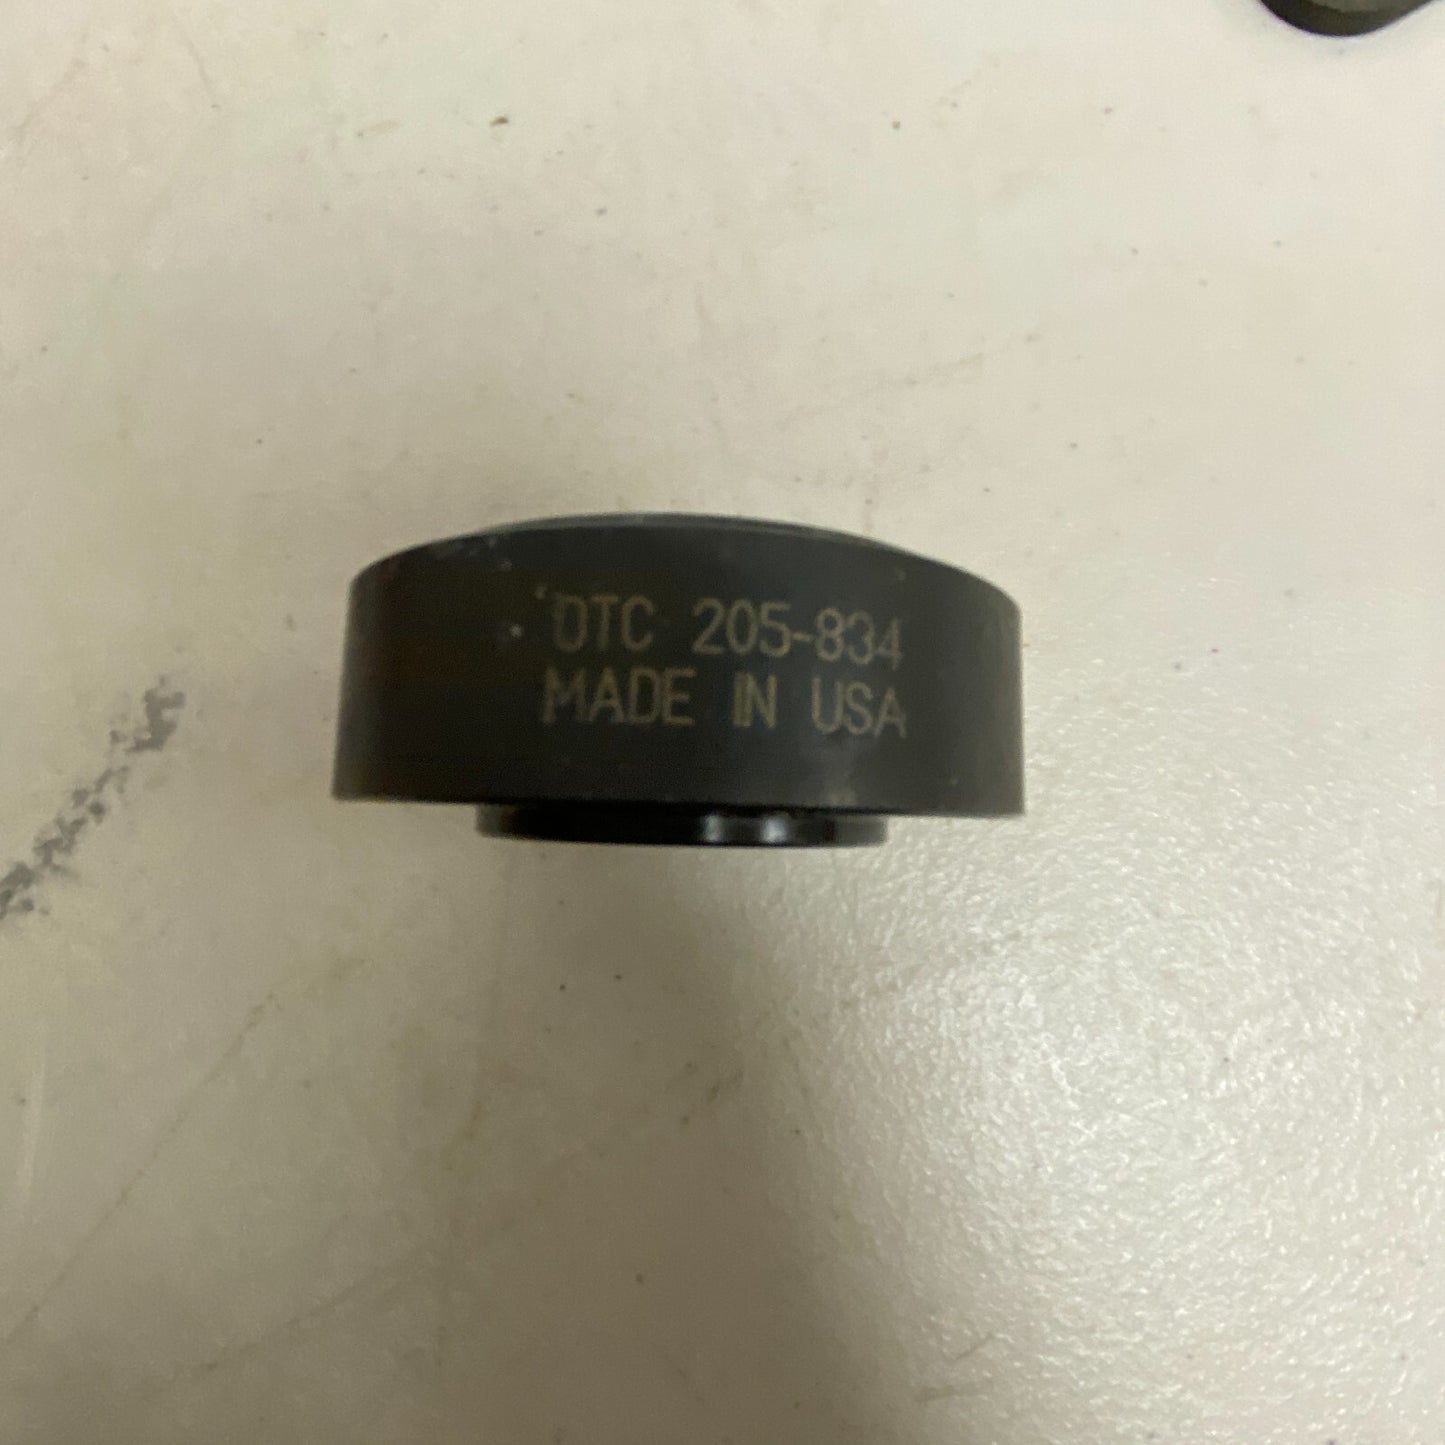 OTC 205-834
MADE IN USA